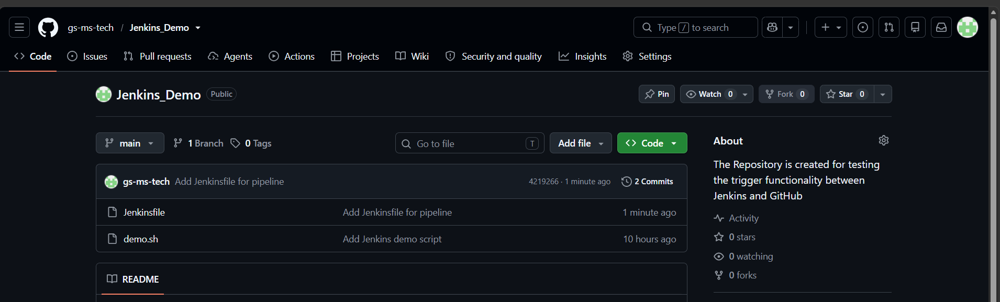 gs-ms-tech / Jenkins_Demo
Type / to search
Code Issues Pull requests Agents Actions Projects Wiki Security and quality Insights Settings
Jenkins_Demo Public
Pin Watch 0 Fork 0 Star 0
main 1 Branch 0 Tags Go to file T Add file Code
gs-ms-tech Add Jenkinsfile for pipeline 4219266 · 1 minute ago 2 Commits
Jenkinsfile Add Jenkinsfile for pipeline 1 minute ago
demo.sh Add Jenkins demo script 10 hours ago
README
About
The Repository is created for testing
the trigger functionality between
Jenkins and GitHub
Activity
0 stars
0 watching
0 forks